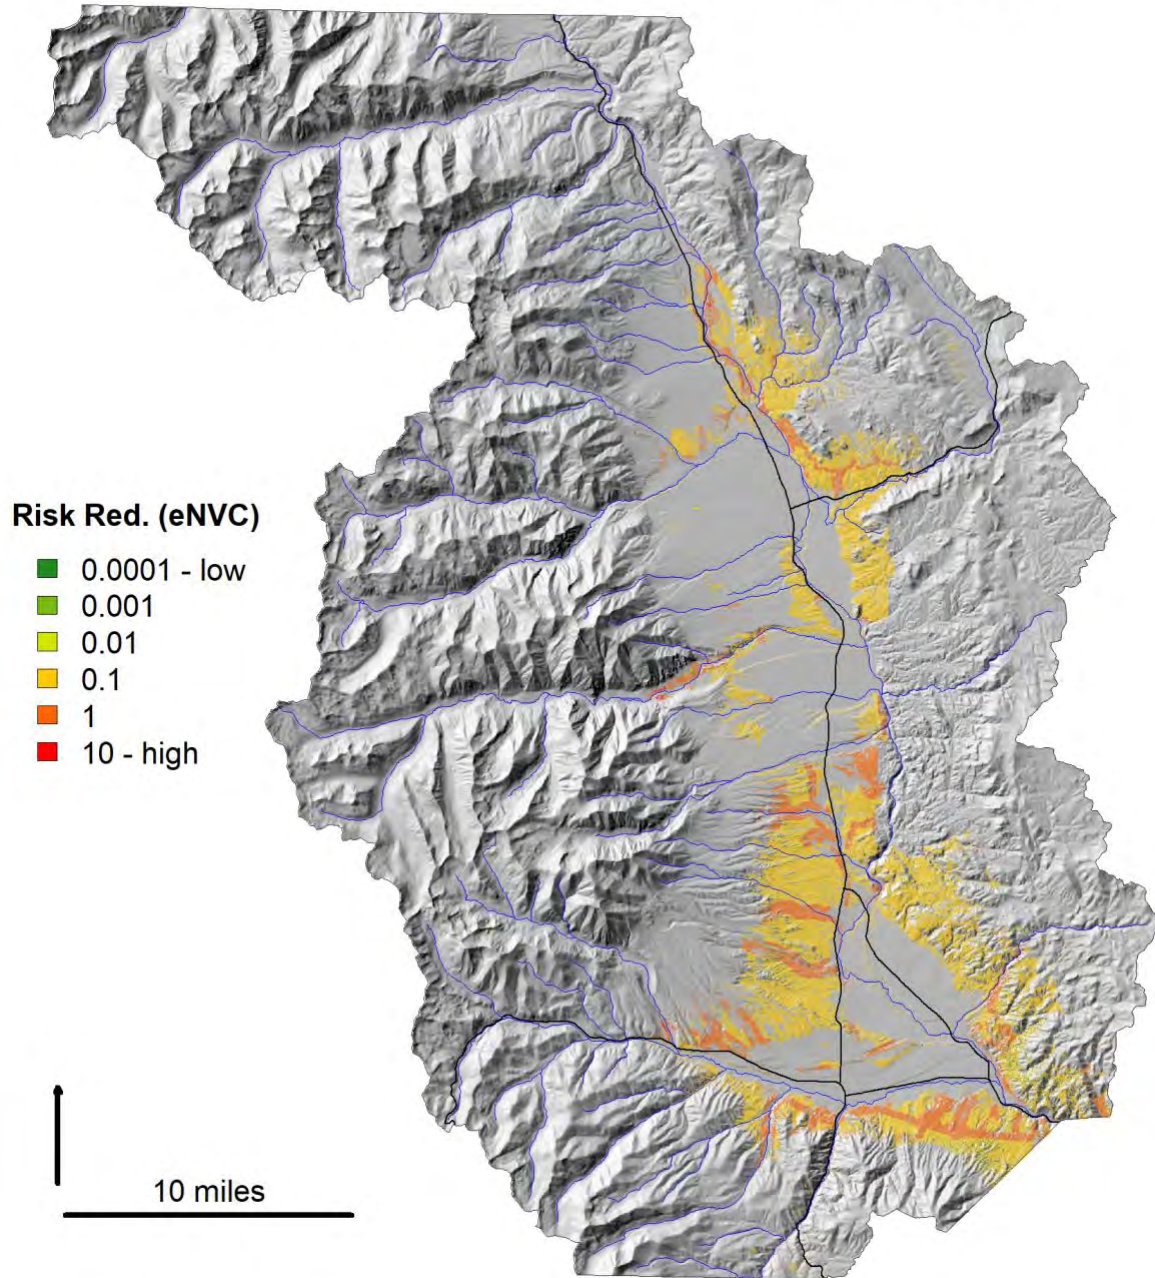 Risk Red. (eNVC)
0.0001 - low
0.001
0.01
0.1
1
10 - high
10 miles